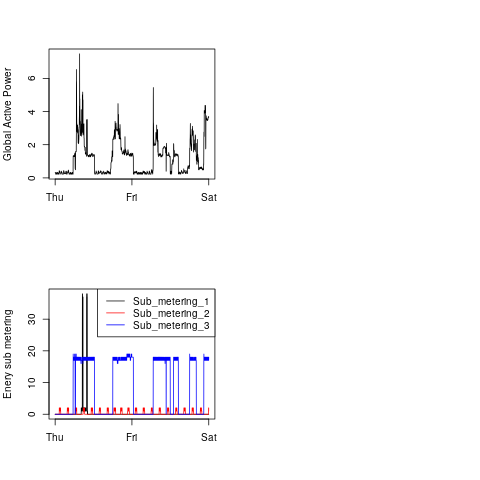 Global Active Power
6
4
2
0
Thu
Fri
Sat
Enery sub metering
30
20
10
0
Sub_metering_1
Sub_metering_2
Sub_metering_3
Thu
Fri
Sat